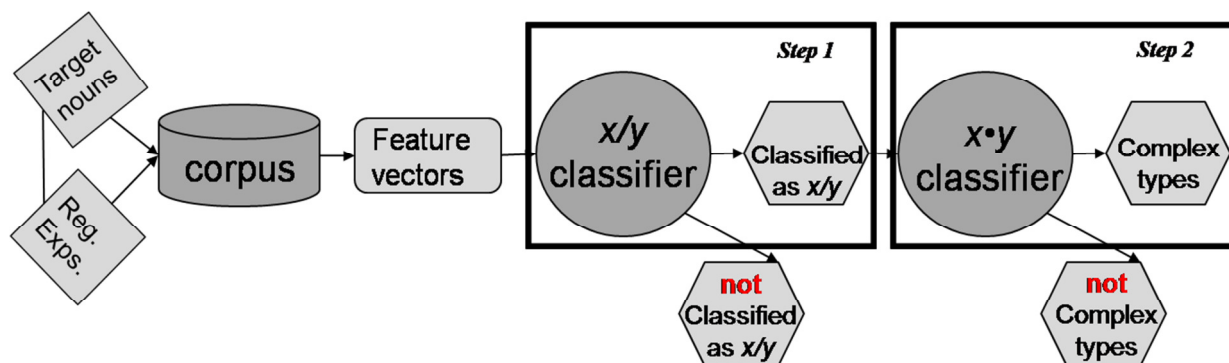 Target
nouns
Reg.
Exps.
corpus
Feature
vectors
Step 1
x/y
classifier
Classified
as x/y
not
Classified
as x/y
Step 2
x•y
classifier
Complex
types
not
Complex
types